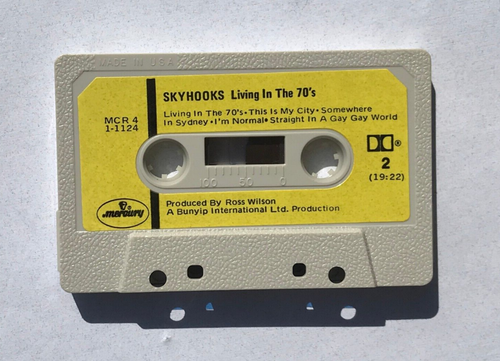 MADE IN U.S.A.
SKYHOOKS Living In The 70's
Living In The 70's • This Is My City • Somewhere
In Sydney • I'm Normal • Straight In A Gay Gay World
MCR 4
1-1124
®
2
(19:22)
100 50 0
mercury
Produced By Ross Wilson
A Bunyip International Ltd. Production